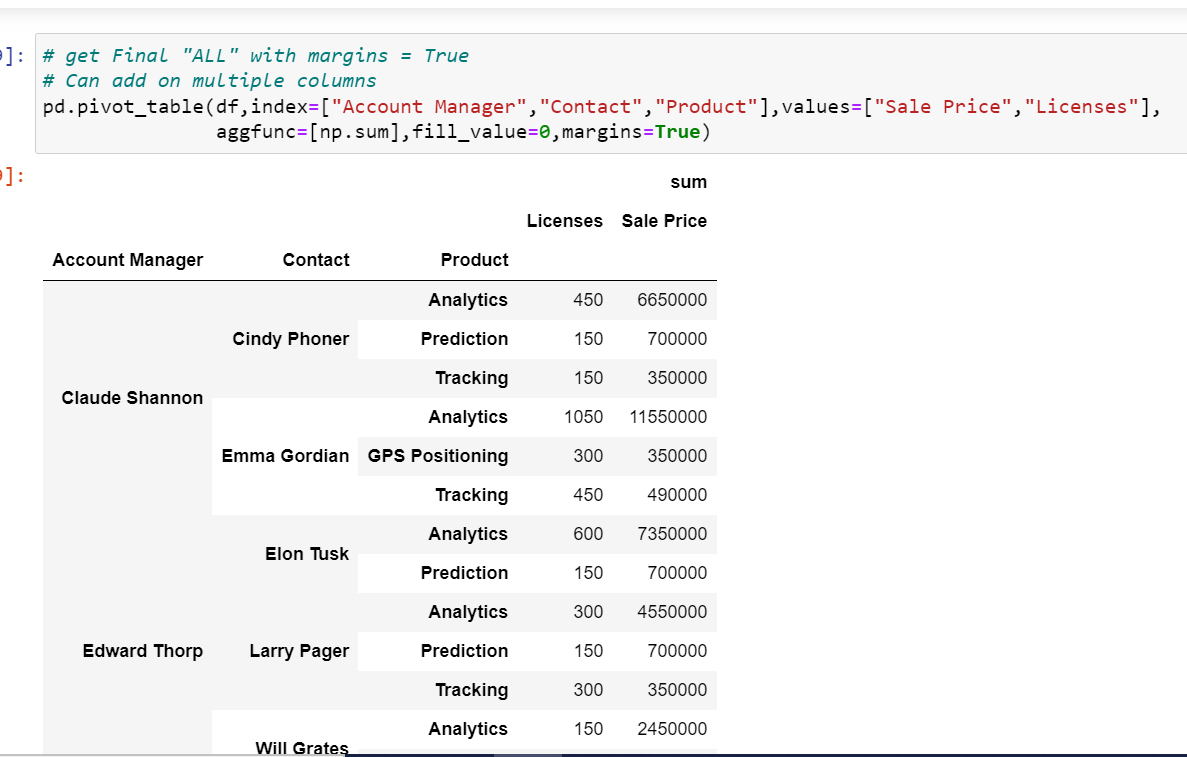 ]:
# get Final "ALL" with margins = True
# Can add on multiple columns
pd.pivot_table(df,index=["Account Manager","Contact","Product"],values=["Sale Price","Licenses"],
aggfunc=[np.sum],fill_value=0,margins=True)
]:
sum
Licenses Sale Price
Account Manager Contact Product
Analytics 450 6650000
Cindy Phoner Prediction 150 700000
Tracking 150 350000
Claude Shannon
Analytics 1050 11550000
Emma Gordian GPS Positioning 300 350000
Tracking 450 490000
Analytics 600 7350000
Elon Tusk
Prediction 150 700000
Analytics 300 4550000
Edward Thorp Larry Pager Prediction 150 700000
Tracking 300 350000
Analytics 150 2450000
Will Grates